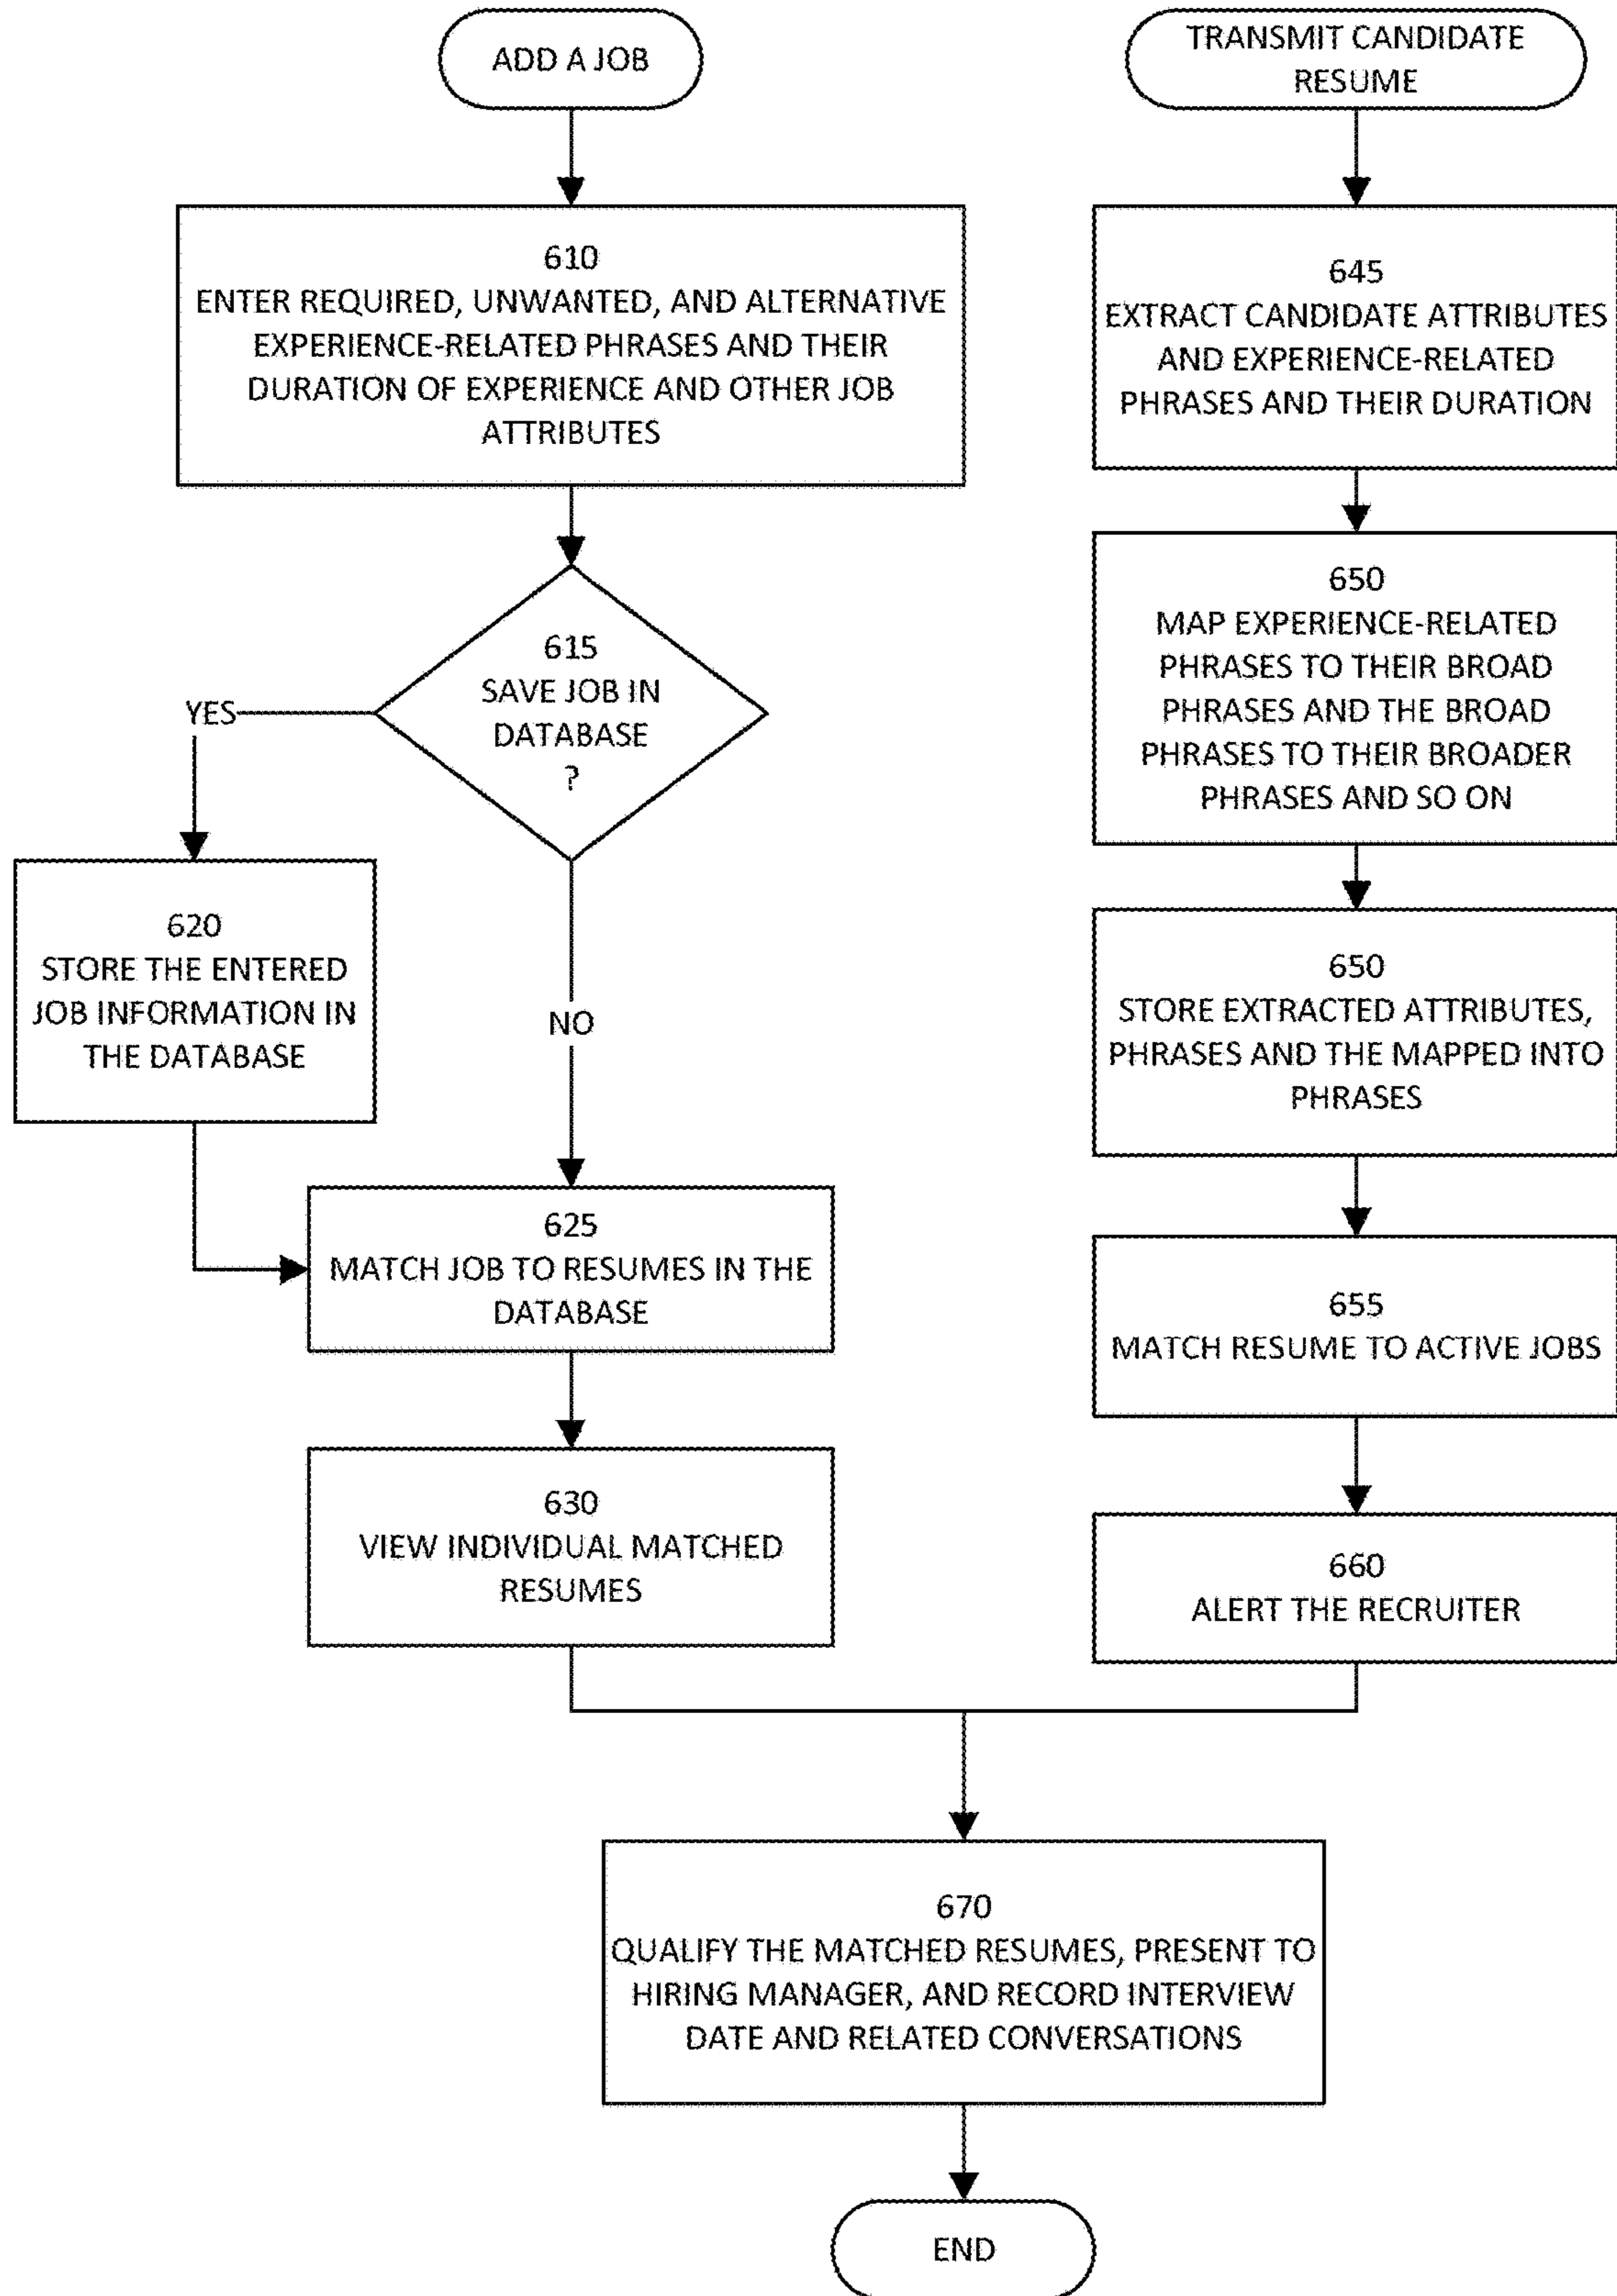 ADD A JOB
610
ENTER REQUIRED, UNWANTED, AND ALTERNATIVE
EXPERIENCE-RELATED PHRASES AND THEIR
DURATION OF EXPERIENCE AND OTHER JOB
ATTRIBUTES
615
SAVE JOB IN
DATABASE
?
YES
620
STORE THE ENTERED
JOB INFORMATION IN
THE DATABASE
NO
625
MATCH JOB TO RESUMES IN THE
DATABASE
630
VIEW INDIVIDUAL MATCHED
RESUMES
TRANSMIT CANDIDATE
RESUME
645
EXTRACT CANDIDATE ATTRIBUTES
AND EXPERIENCE-RELATED
PHRASES AND THEIR DURATION
650
MAP EXPERIENCE-RELATED
PHRASES TO THEIR BROAD
PHRASES AND THE BROAD
PHRASES TO THEIR BROADER
PHRASES AND SO ON
650
STORE EXTRACTED ATTRIBUTES,
PHRASES AND THE MAPPED INTO
PHRASES
655
MATCH RESUME TO ACTIVE JOBS
660
ALERT THE RECRUITER
670
QUALIFY THE MATCHED RESUMES, PRESENT TO
HIRING MANAGER, AND RECORD INTERVIEW
DATE AND RELATED CONVERSATIONS
END